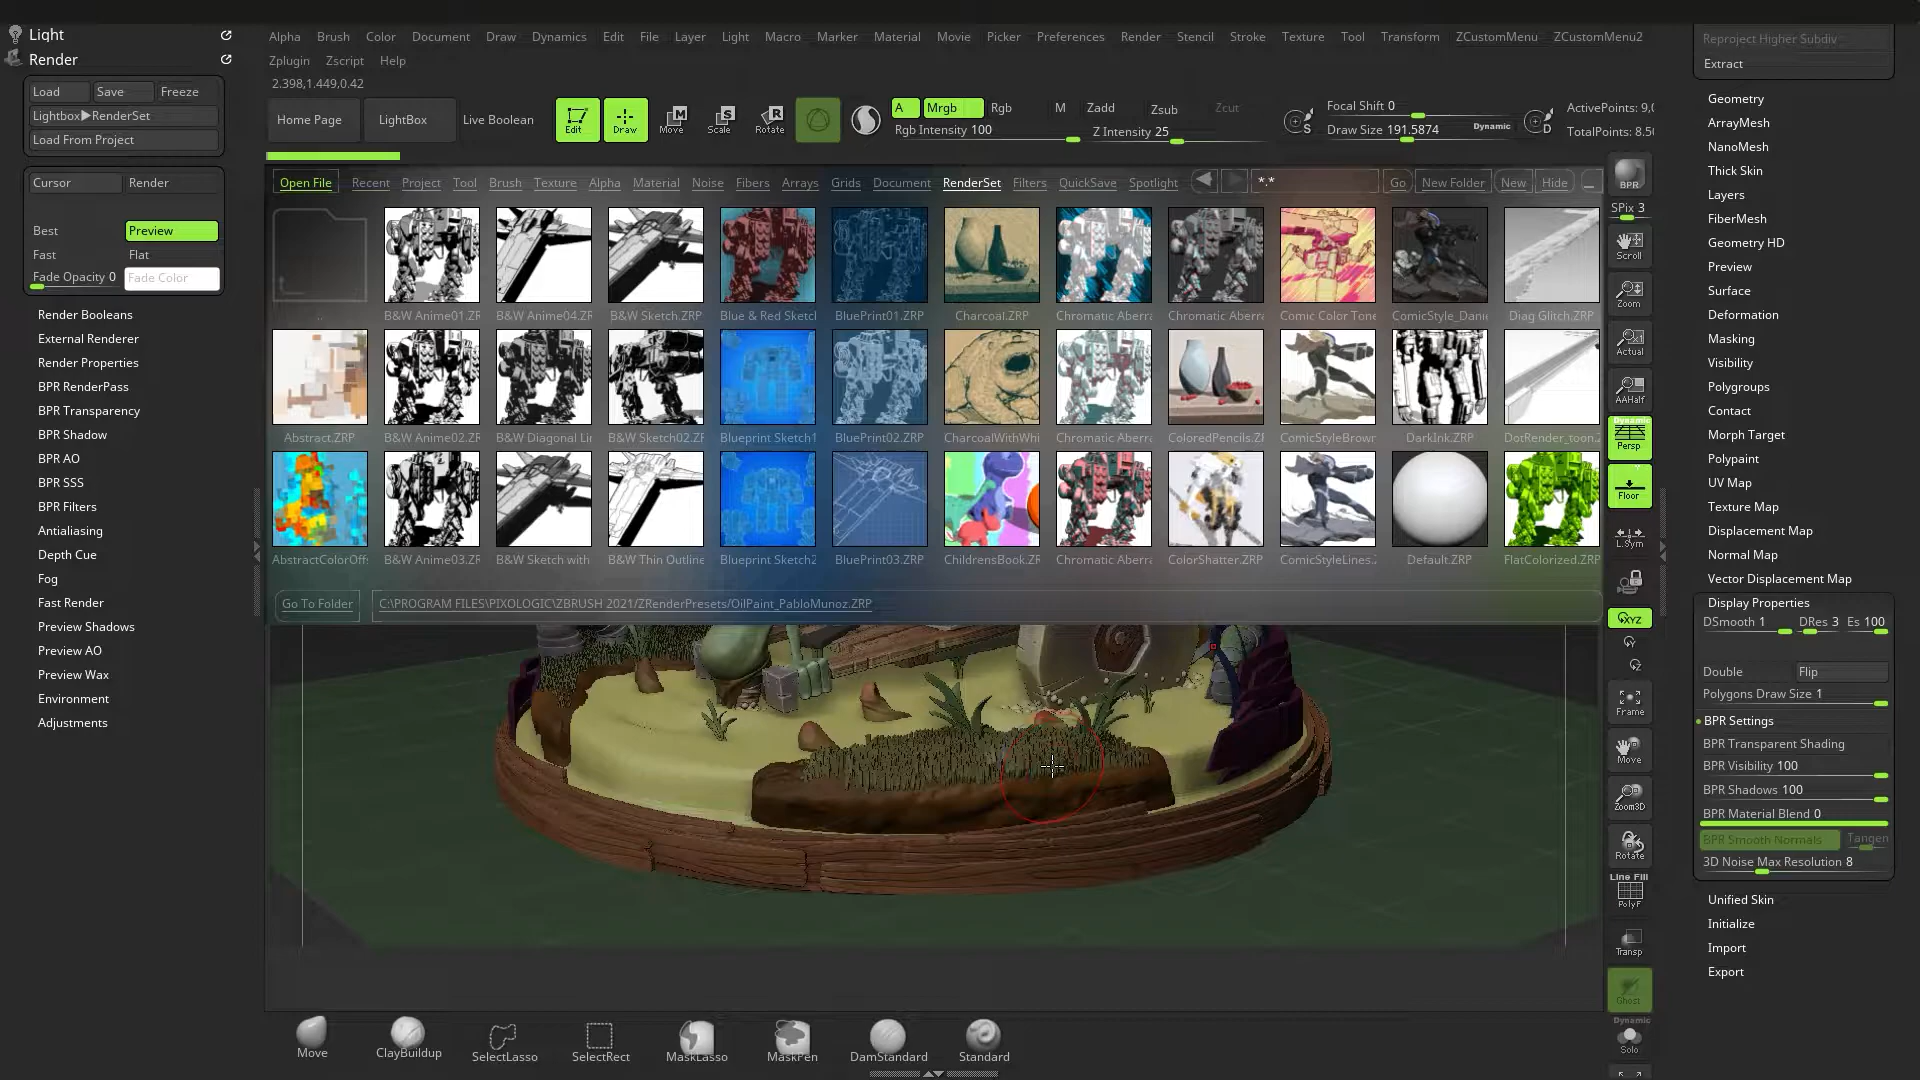 Light
Render
Load Save Freeze
Lightbox▶RenderSet
Load From Project
Cursor Render
Best Preview
Fast Flat
Fade Opacity 0 Fade Color
Render Booleans
External Renderer
Render Properties
BPR RenderPass
BPR Transparency
BPR Shadow
BPR AO
BPR SSS
BPR Filters
Antialiasing
Depth Cue
Fog
Fast Render
Preview Shadows
Preview AO
Preview Wax
Environment
Adjustments
Alpha Brush Color Document Draw Dynamics Edit File Layer Light Macro Marker Material Movie Picker Preferences Render Stencil Stroke Texture Tool Transform ZCustomMenu ZCustomMenu2
Zplugin Zscript Help
2.398,1.449,0.42
Home Page LightBox Live Boolean Edit Draw Move Scale Rotate
A Mrgb Rgb M Zadd Zsub Zcut
Rgb Intensity 100 Z Intensity 25
Focal Shift 0
Draw Size 191.5874 Dynamic
ActivePoints: 9,0
TotalPoints: 8.50
Open File Recent Project Tool Brush Texture Alpha Material Noise Fibers Arrays Grids Document RenderSet Filters QuickSave Spotlight *.* Go New Folder New Hide
.. B&W Anime01.ZR B&W Anime04.ZR B&W Sketch.ZRP Blue & Red Sketcl BluePrint01.ZRP Charcoal.ZRP Chromatic Aberra Chromatic Aberra Comic Color Tone ComicStyle_Danie Diag Glitch.ZRP
Abstract.ZRP B&W Anime02.ZR B&W Diagonal Lir B&W Sketch02.ZR Blueprint Sketch1 BluePrint02.ZRP CharcoalWithWhi Chromatic Aberra ColoredPencils.ZI ComicStyleBrown DarkInk.ZRP DotRender_toon.Z
AbstractColorOff B&W Anime03.ZR B&W Sketch with B&W Thin Outline Blueprint Sketch2 BluePrint03.ZRP ChildrensBook.ZR Chromatic Aberra ColorShatter.ZRP ComicStyleLines.Z Default.ZRP FlatColorized.ZRP
Go To Folder C:\PROGRAM FILES\PIXOLOGIC\ZBRUSH 2021/ZRenderPresets/OilPaint_PabloMunoz.ZRP
Move ClayBuildup SelectLasso SelectRect MaskLasso MaskPen DamStandard Standard
BPR
SPix 3
Scroll
Zoom
Actual
AAHalf
Dynamic
Persp
Floor
L.Sym
XYZ
Frame
Move
Zoom3D
Rotate
Line Fill
PolyF
Transp
Ghost
Dynamic
Solo
Reproject Higher Subdiv
Extract
Geometry
ArrayMesh
NanoMesh
Thick Skin
Layers
FiberMesh
Geometry HD
Preview
Surface
Deformation
Masking
Visibility
Polygroups
Contact
Morph Target
Polypaint
UV Map
Texture Map
Displacement Map
Normal Map
Vector Displacement Map
Display Properties
DSmooth 1 DRes 3 Es 100
Double Flip
Polygons Draw Size 1
BPR Settings
BPR Transparent Shading
BPR Visibility 100
BPR Shadows 100
BPR Material Blend 0
BPR Smooth Normals Tangen
3D Noise Max Resolution 8
Unified Skin
Initialize
Import
Export